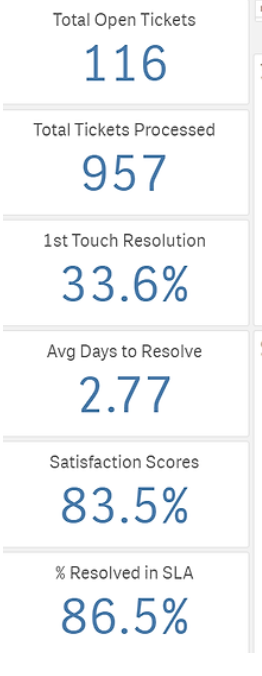 Total Open Tickets
116
Total Tickets Processed
957
1st Touch Resolution
33.6%
Avg Days to Resolve
2.77
Satisfaction Scores
83.5%
% Resolved in SLA
86.5%